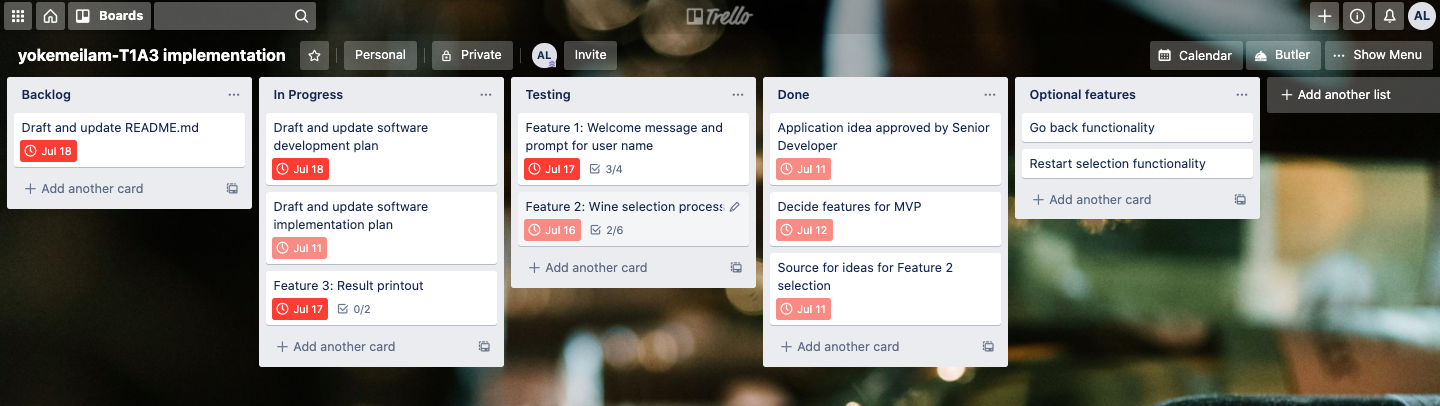 Boards
Trello
AL
yokemeilam-T1A3 implementation
Personal
Private
AL
Invite
Calendar
Butler
Show Menu
Backlog
Draft and update README.md
Jul 18
Add another card
In Progress
Draft and update software
development plan
Jul 18
Draft and update software
implementation plan
Jul 11
Feature 3: Result printout
Jul 17 0/2
Add another card
Testing
Feature 1: Welcome message and
prompt for user name
Jul 17 3/4
Feature 2: Wine selection process
Jul 16 2/6
Add another card
Done
Application idea approved by Senior
Developer
Jul 11
Decide features for MVP
Jul 12
Source for ideas for Feature 2
selection
Jul 11
Add another card
Optional features
Go back functionality
Restart selection functionality
Add another card
Add another list